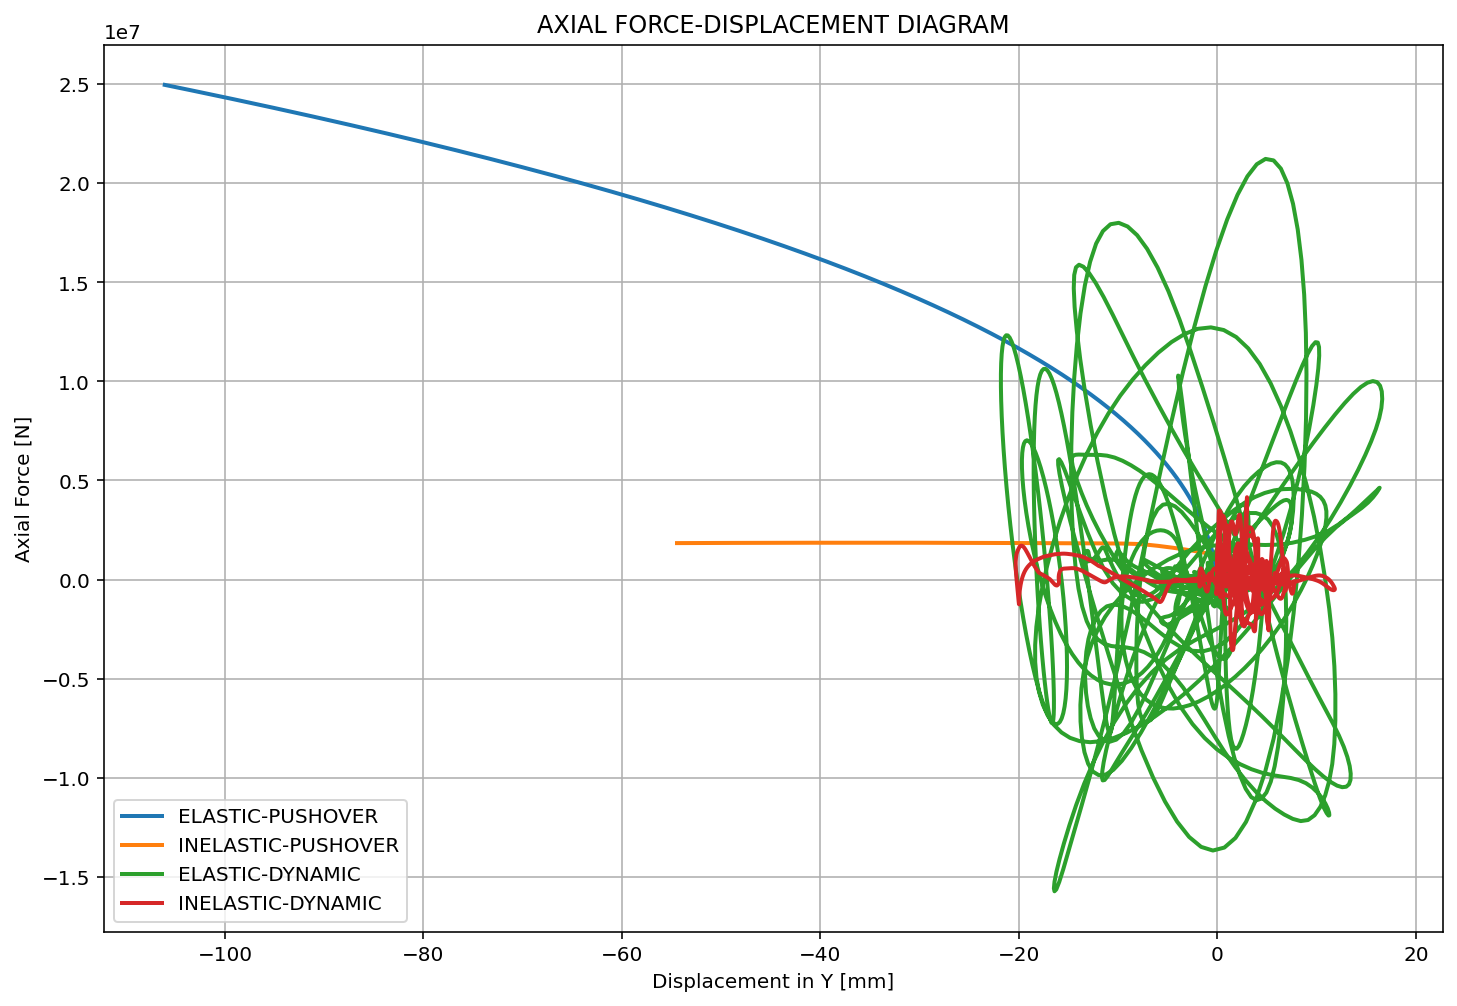 AXIAL FORCE-DISPLACEMENT DIAGRAM
1e7
2.5
2.0
1.5
1.0
0.5
0.0
−0.5
−1.0
−1.5
Axial Force [N]
ELASTIC-PUSHOVER
INELASTIC-PUSHOVER
ELASTIC-DYNAMIC
INELASTIC-DYNAMIC
−100 −80 −60 −40 −20 0 20
Displacement in Y [mm]